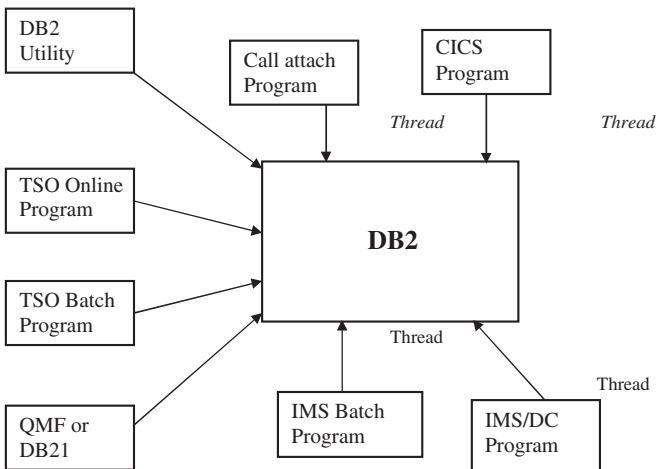 DB2
Utility
Call attach
Program
CICS
Program
Thread
Thread
TSO Online
Program
DB2
TSO Batch
Program
Thread
Thread
QMF or
DB21
IMS Batch
Program
IMS/DC
Program